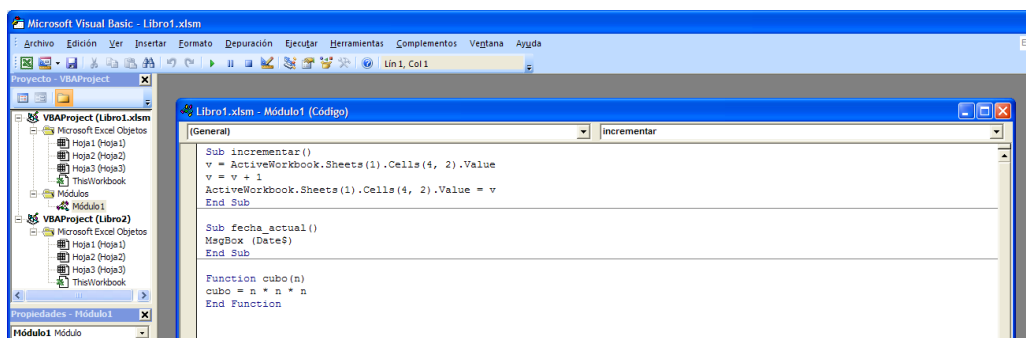 Microsoft Visual Basic - Libro1.xlsm
Archivo Edición Ver Insertar Formato Depuración Ejecutar Herramientas Complementos Ventana Ayuda
Lín 1, Col 1
Proyecto - VBAProject
VBAProject (Libro1.xlsm
Microsoft Excel Objetos
Hoja1 (Hoja1)
Hoja2 (Hoja2)
Hoja3 (Hoja3)
ThisWorkbook
Módulos
Módulo1
VBAProject (Libro2)
Microsoft Excel Objetos
Hoja1 (Hoja1)
Hoja2 (Hoja2)
Hoja3 (Hoja3)
ThisWorkbook
Propiedades - Módulo1
Módulo1 Módulo
Libro1.xlsm - Módulo1 (Código)
(General) incrementar
Sub incrementar()
v = ActiveWorkbook.Sheets(1).Cells(4, 2).Value
v = v + 1
ActiveWorkbook.Sheets(1).Cells(4, 2).Value = v
End Sub
Sub fecha_actual()
MsgBox (Date$)
End Sub
Function cubo(n)
cubo = n * n * n
End Function